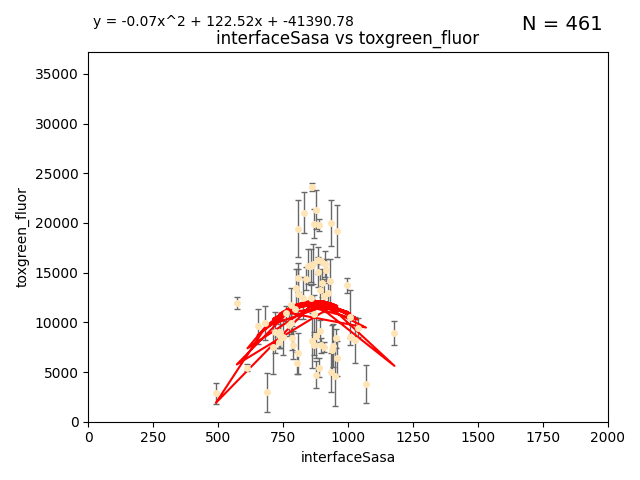 y = -0.07x^2 + 122.52x + -41390.78
N = 461
interfaceSasa vs toxgreen_fluor
toxgreen_fluor
35000
30000
25000
20000
15000
10000
5000
0
0 250 500 750 1000 1250 1500 1750 2000
interfaceSasa